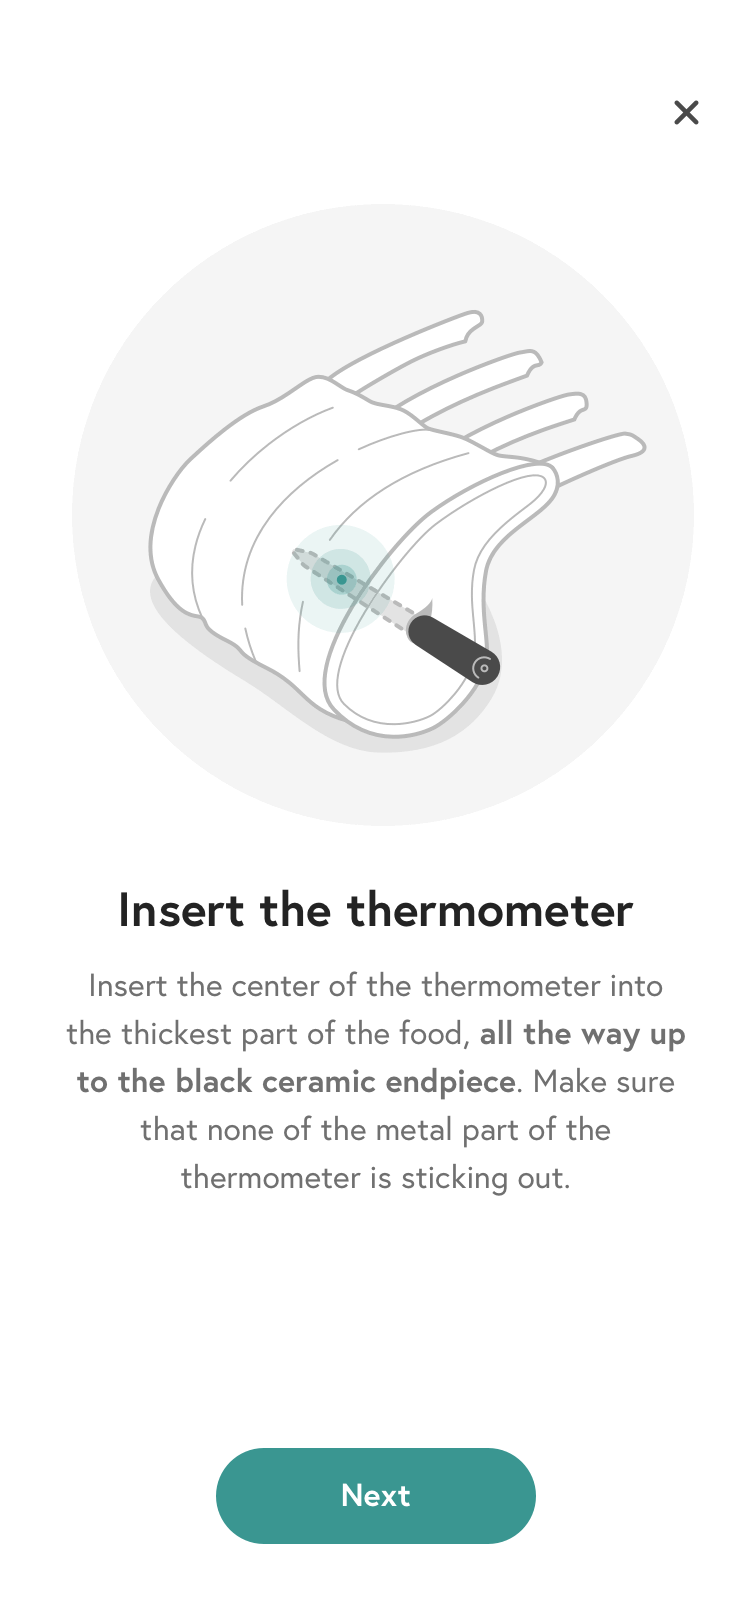 Insert the thermometer
Insert the center of the thermometer into
the thickest part of the food, all the way up
to the black ceramic endpiece. Make sure
that none of the metal part of the
thermometer is sticking out.
Next